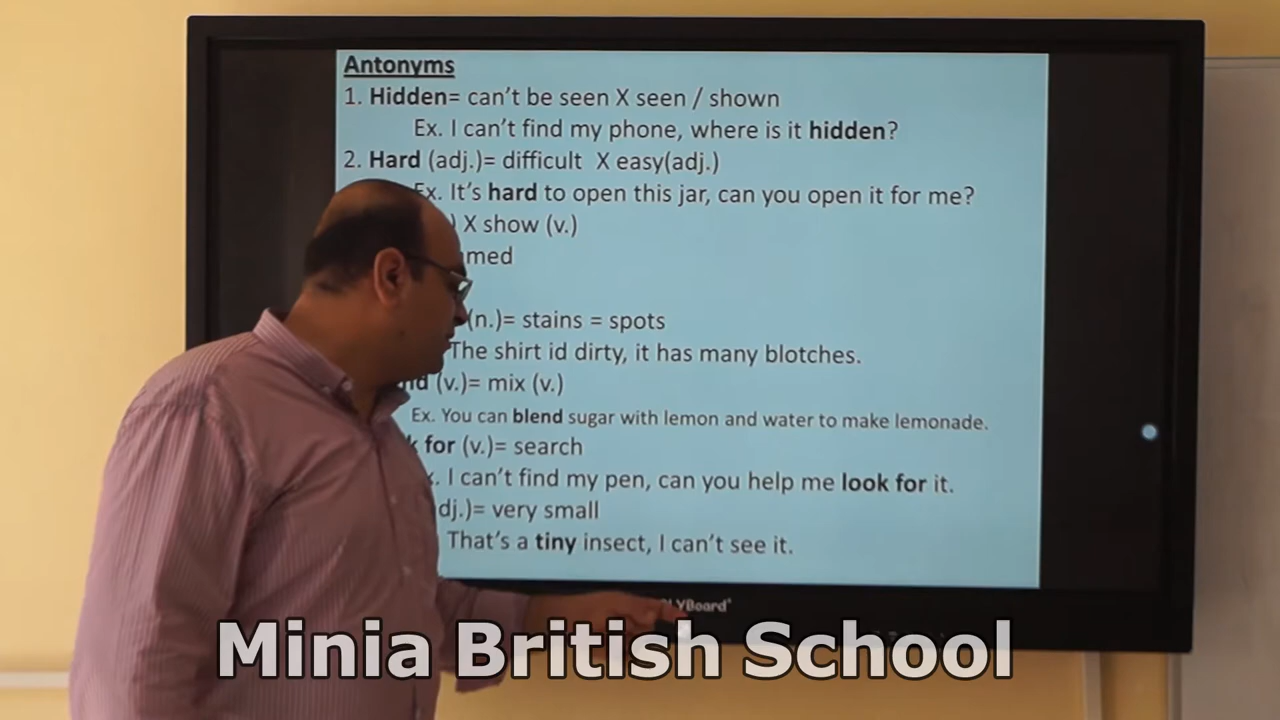 Antonyms
1. Hidden= can't be seen X seen / shown
Ex. I can't find my phone, where is it hidden?
2. Hard (adj.)= difficult X easy(adj.)
Ex. It's hard to open this jar, can you open it for me?
) X show (v.)
(n.)= stains = spots
The shirt id dirty, it has many blotches.
(v.)= mix (v.)
Ex. You can blend sugar with lemon and water to make lemonade.
for (v.)= search
I can't find my pen, can you help me look for it.
= very small
That's a tiny insect, I can't see it.
Minia British School